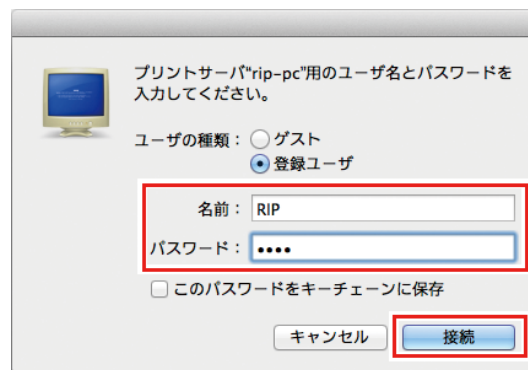 プリントサーバ"rip-pc"用のユーザ名とパスワードを
入力してください。
ユーザの種類： ゲスト
登録ユーザ
名前： RIP
パスワード： ••••
このパスワードをキーチェーンに保存
キャンセル 接続